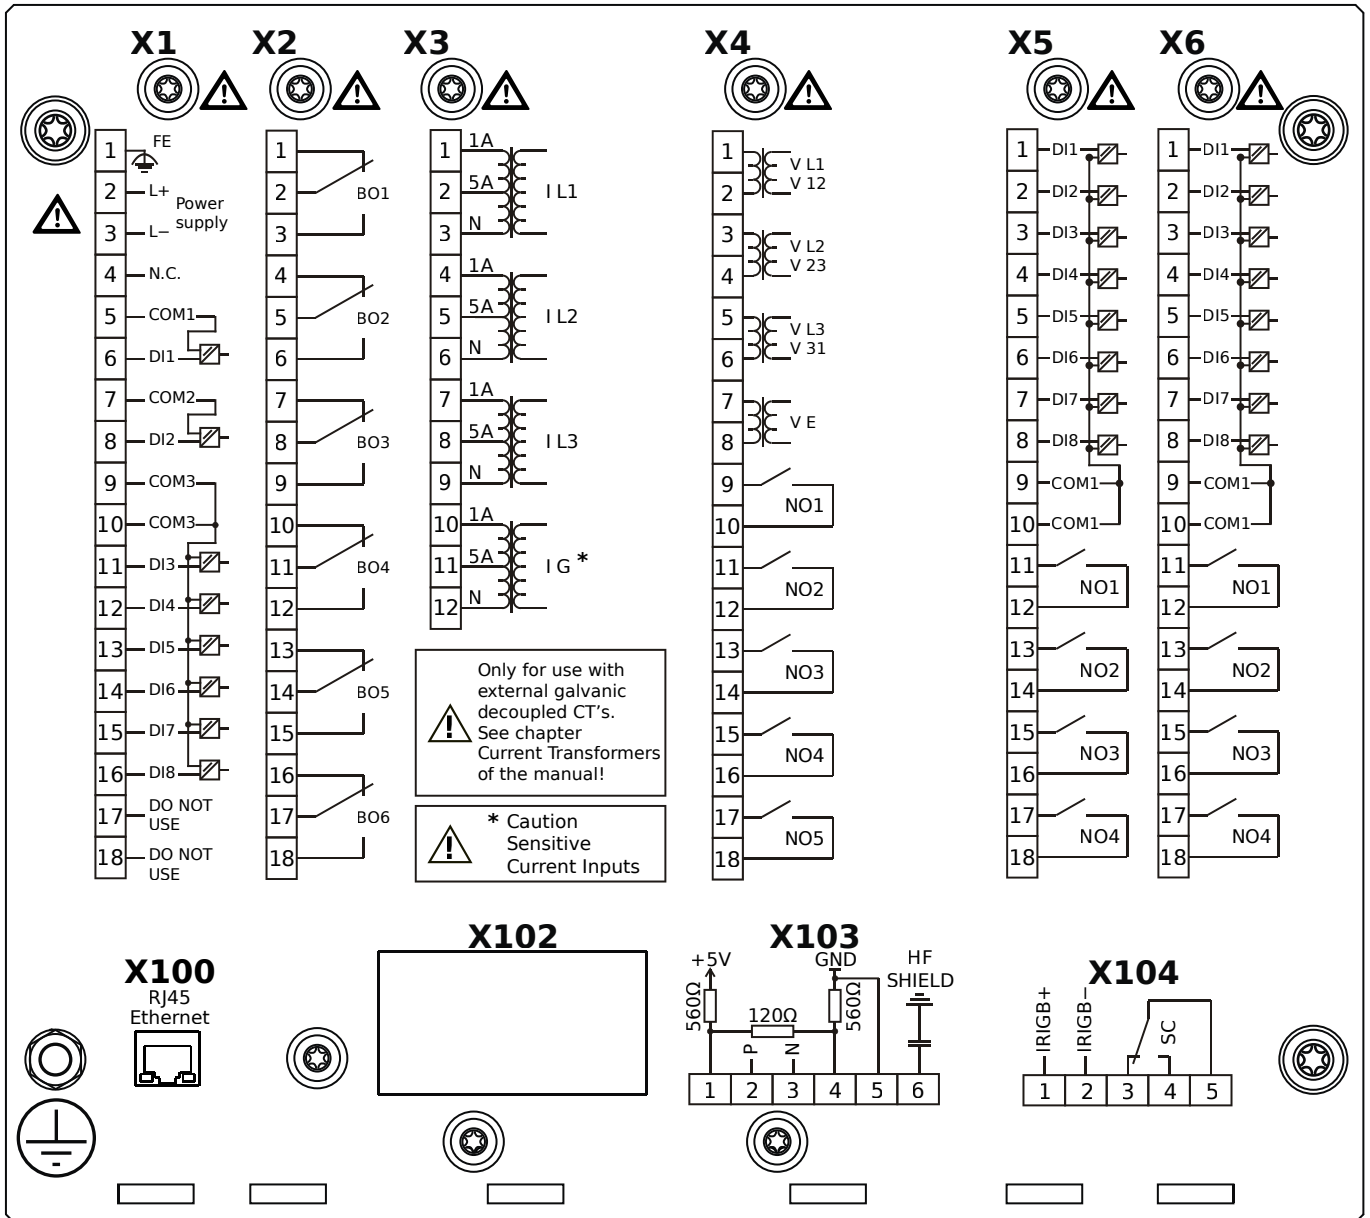 X1 X2 X3 X4 X5 X6
1 FE
2 L+
Power
supply
3 L−
4 N.C.
5 COM1
6 DI1
7 COM2
8 DI2
9 COM3
10 COM3
11 DI3
12 DI4
13 DI5
14 DI6
15 DI7
16 DI8
17 DO NOT
USE
18 DO NOT
USE
1
2 BO1
3
4
5 BO2
6
7
8 BO3
9
10
11 BO4
12
13
14 BO5
15
16
17 BO6
18
1 1A
2 5A I L1
3 N
4 1A
5 5A I L2
6 N
7 1A
8 5A I L3
9 N
10 1A
11 5A I G *
12 N
Only for use with
external galvanic
decoupled CT's.
See chapter
Current Transformers
of the manual!
* Caution
Sensitive
Current Inputs
1 V L1
2 V 12
3 V L2
4 V 23
5 V L3
6 V 31
7 V E
8
9 NO1
10
11 NO2
12
13 NO3
14
15 NO4
16
17 NO5
18
1 DI1
2 DI2
3 DI3
4 DI4
5 DI5
6 DI6
7 DI7
8 DI8
9 COM1
10 COM1
11 NO1
12
13 NO2
14
15 NO3
16
17 NO4
18
1 DI1
2 DI2
3 DI3
4 DI4
5 DI5
6 DI6
7 DI7
8 DI8
9 COM1
10 COM1
11 NO1
12
13 NO2
14
15 NO3
16
17 NO4
18
X100
RJ45
Ethernet
X102
X103
+5V GND HF
SHIELD
560Ω 120Ω 560Ω
P N
1 2 3 4 5 6
X104
IRIGB+ IRIGB− SC
1 2 3 4 5